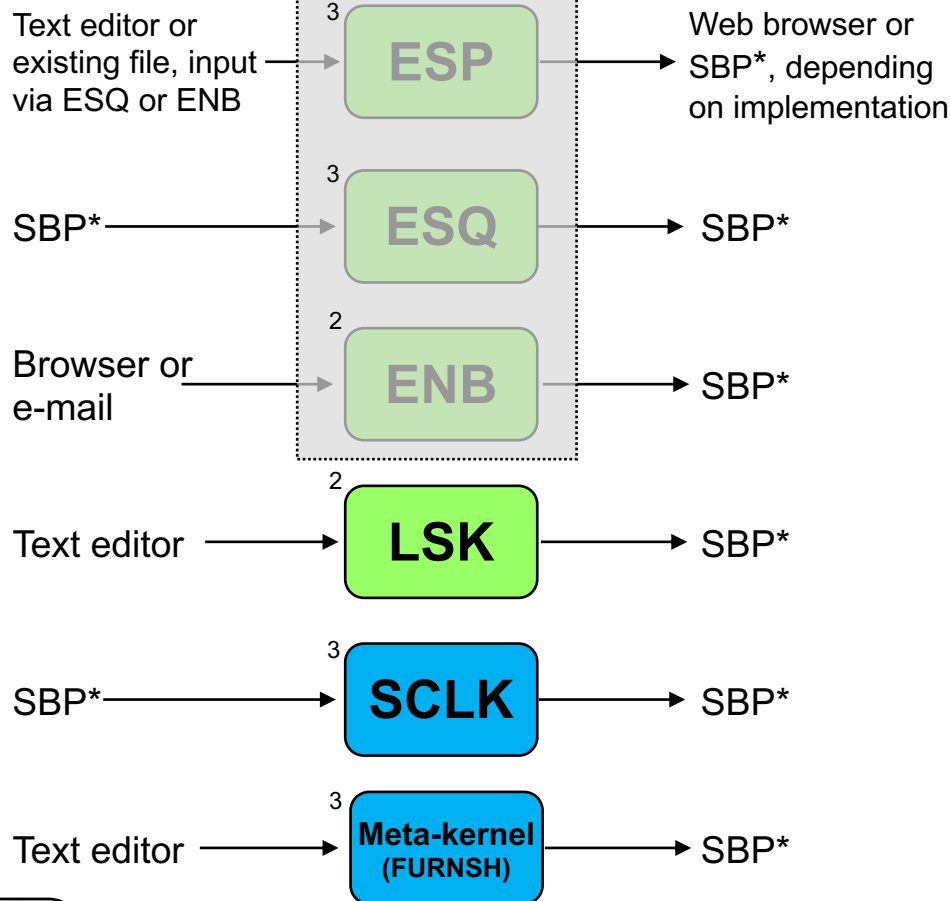 3
Text editor or
existing file, input
via ESQ or ENB
ESP
Web browser or
SBP*, depending
on implementation
3
SBP*
ESQ
SBP*
2
Browser or
e-mail
ENB
SBP*
2
Text editor
LSK
SBP*
3
SBP*
SCLK
SBP*
3
Text editor
Meta-kernel
(FURNSH)
SBP*